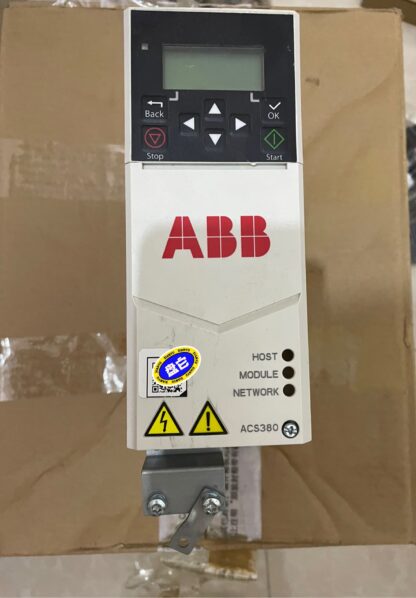 Back
OK
Stop
Start
ABB
HOST
MODULE
NETWORK
ACS380